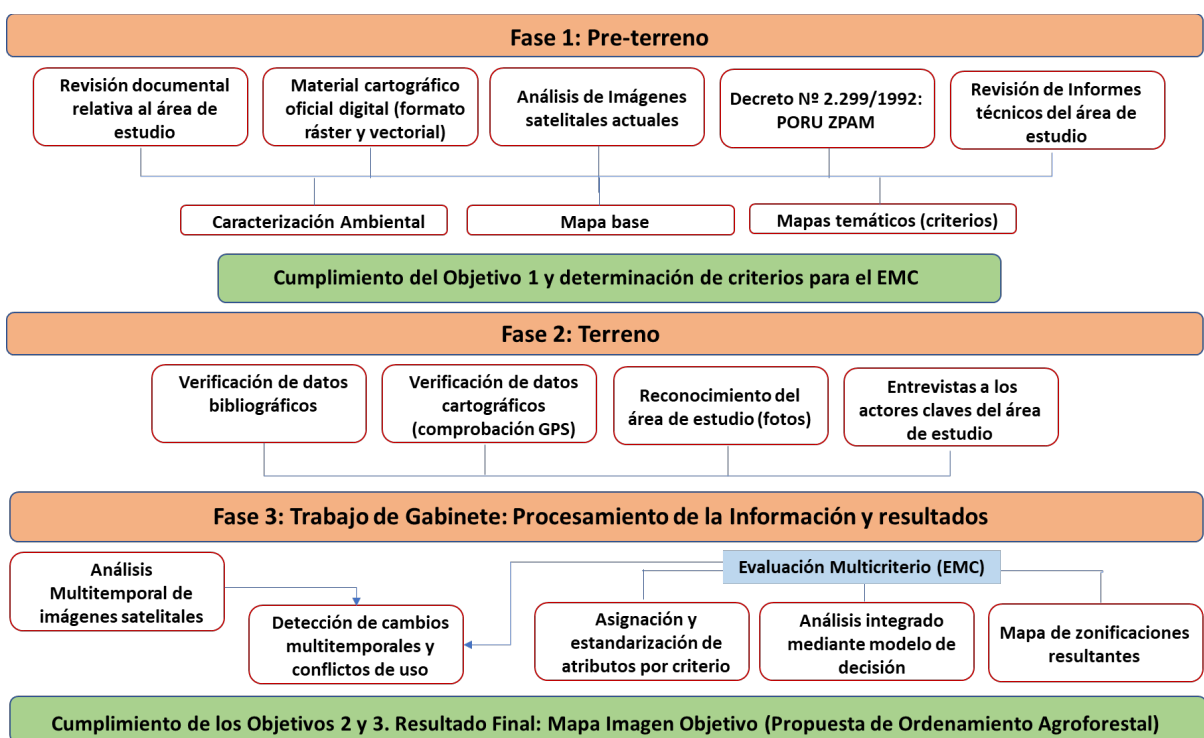 Fase 1: Pre-terreno
Revisión documental
relativa al área de
estudio
Material cartográfico
oficial digital (formato
ráster y vectorial)
Análisis de Imágenes
satelitales actuales
Decreto Nº 2.299/1992:
PORU ZPAM
Revisión de Informes
técnicos del área de
estudio
Caracterización Ambiental
Mapa base
Mapas temáticos (criterios)
Cumplimiento del Objetivo 1 y determinación de criterios para el EMC
Fase 2: Terreno
Verificación de datos
bibliográficos
Verificación de datos
cartográficos
(comprobación GPS)
Reconocimiento del
área de estudio (fotos)
Entrevistas a los
actores claves del área
de estudio
Fase 3: Trabajo de Gabinete: Procesamiento de la Información y resultados
Análisis
Multitemporal de
imágenes satelitales
Detección de cambios
multitemporales y
conflictos de uso
Evaluación Multicriterio (EMC)
Asignación y
estandarización de
atributos por criterio
Análisis integrado
mediante modelo de
decisión
Mapa de zonificaciones
resultantes
Cumplimiento de los Objetivos 2 y 3. Resultado Final: Mapa Imagen Objetivo (Propuesta de Ordenamiento Agroforestal)